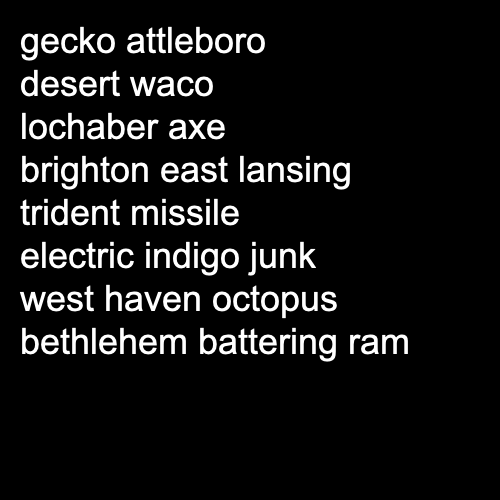 gecko attleboro
desert waco
lochaber axe
brighton east lansing
trident missile
electric indigo junk
west haven octopus
bethlehem battering ram